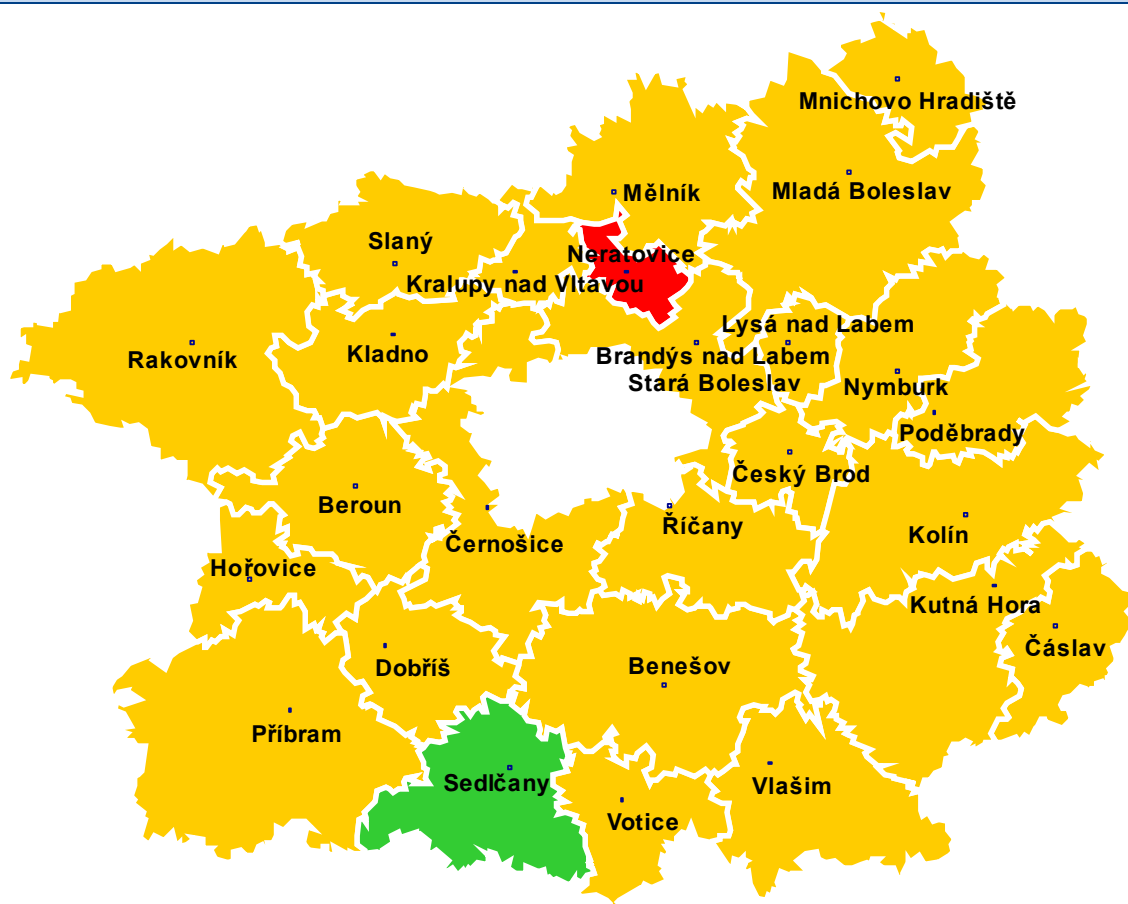 Mnichovo Hradiště
Mladá Boleslav
Mělník
Slaný
Neratovice
Kralupy nad Vltavou
Lysá nad Labem
Rakovník
Kladno
Brandýs nad Labem
Stará Boleslav
Nymburk
Poděbrady
Český Brod
Beroun
Říčany
Kolín
Černošice
Hořovice
Kutná Hora
Čáslav
Dobříš
Benešov
Příbram
Sedlčany
Vlašim
Votice